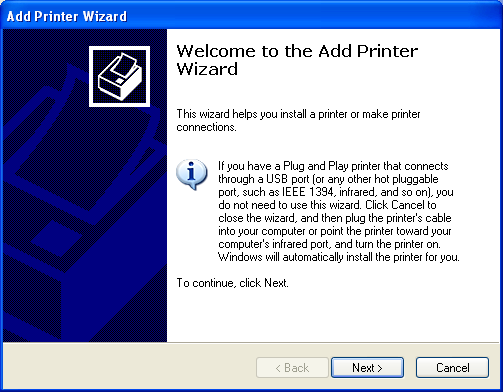 Add Printer Wizard
Welcome to the Add Printer
Wizard
This wizard helps you install a printer or make printer
connections.
If you have a Plug and Play printer that connects
through a USB port (or any other hot pluggable
port, such as IEEE 1394, infrared, and so on), you
do not need to use this wizard. Click Cancel to
close the wizard, and then plug the printer's cable
into your computer or point the printer toward your
computer's infrared port, and turn the printer on.
Windows will automatically install the printer for you.
To continue, click Next.
< Back
Next >
Cancel